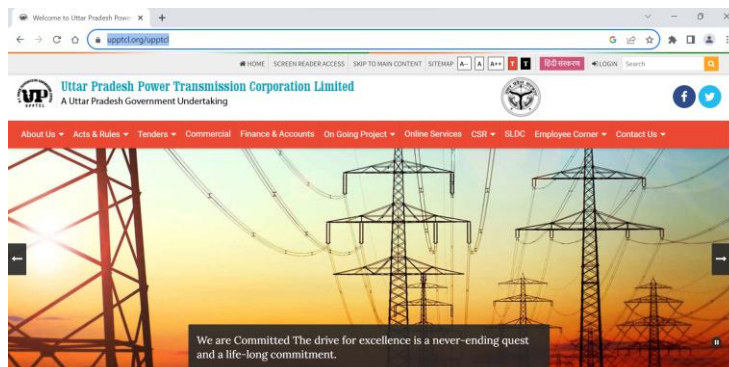 Welcome to Uttar Pradesh Power
upptcl.org/upptcl
HOME SCREEN READER ACCESS SKIP TO MAIN CONTENT SITEMAP A- A A++ T T हिंदी संस्करण LOGIN Search
UP
UPPTCL
Uttar Pradesh Power Transmission Corporation Limited
A Uttar Pradesh Government Undertaking
About Us Acts & Rules Tenders Commercial Finance & Accounts On Going Project Online Services CSR SLDC Employee Corner Contact Us
We are Committed The drive for excellence is a never-ending quest
and a life-long commitment.